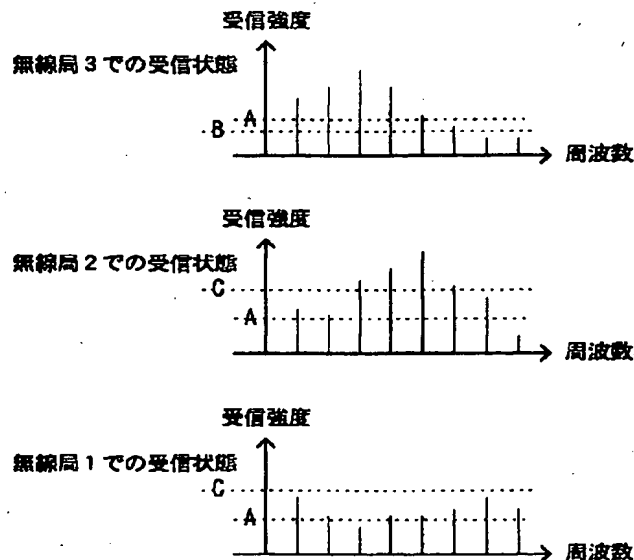 受信強度
無線局3での受信状態
A
B
周波数
受信強度
無線局2での受信状態
C
A
周波数
受信強度
無線局1での受信状態
C
A
周波数